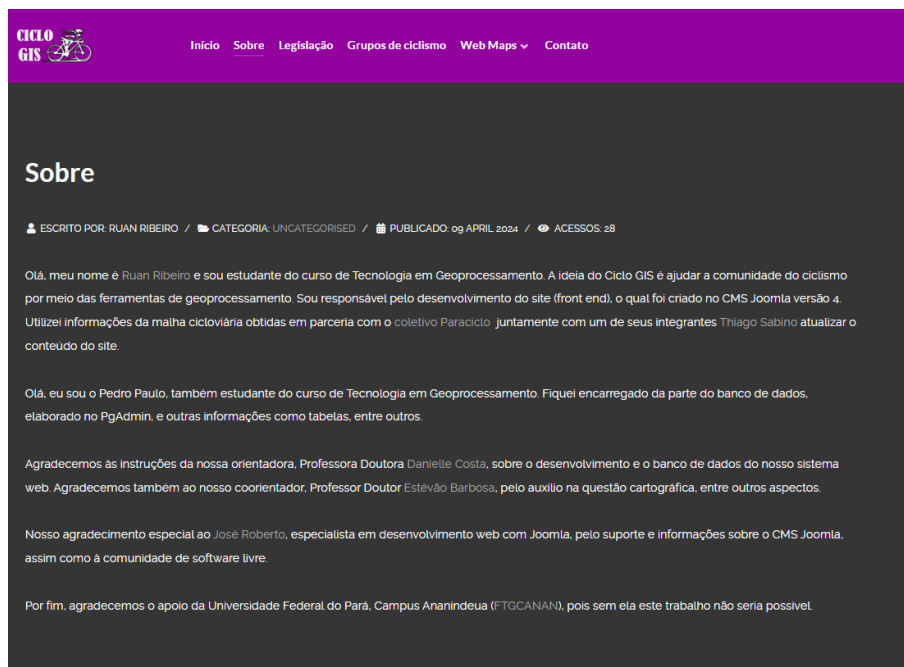 CICLO
GIS
Início Sobre Legislação Grupos de ciclismo Web Maps Contato
Sobre
ESCRITO POR: RUAN RIBEIRO / CATEGORIA: UNCATEGORISED / PUBLICADO: 09 APRIL 2024 / ACESSOS: 28
Olá, meu nome é Ruan Ribeiro e sou estudante do curso de Tecnologia em Geoprocessamento. A ideia do Ciclo GIS é ajudar a comunidade do ciclismo
por meio das ferramentas de geoprocessamento. Sou responsável pelo desenvolvimento do site (front end), o qual foi criado no CMS Joomla versão 4.
Utilizei informações da malha cicloviária obtidas em parceria com o coletivo Paraciclo juntamente com um de seus integrantes Thiago Sabino atualizar o
conteúdo do site.
Olá, eu sou o Pedro Paulo, também estudante do curso de Tecnologia em Geoprocessamento. Fiquei encarregado da parte do banco de dados,
elaborado no PgAdmin, e outras informações como tabelas, entre outros.
Agradecemos às instruções da nossa orientadora, Professora Doutora Danielle Costa, sobre o desenvolvimento e o banco de dados do nosso sistema
web. Agradecemos também ao nosso coorientador, Professor Doutor Estêvão Barbosa, pelo auxílio na questão cartográfica, entre outros aspectos.
Nosso agradecimento especial ao José Roberto, especialista em desenvolvimento web com Joomla, pelo suporte e informações sobre o CMS Joomla,
assim como à comunidade de software livre.
Por fim, agradecemos o apoio da Universidade Federal do Pará, Campus Ananindeua (FTGCANAN), pois sem ela este trabalho não seria possível.